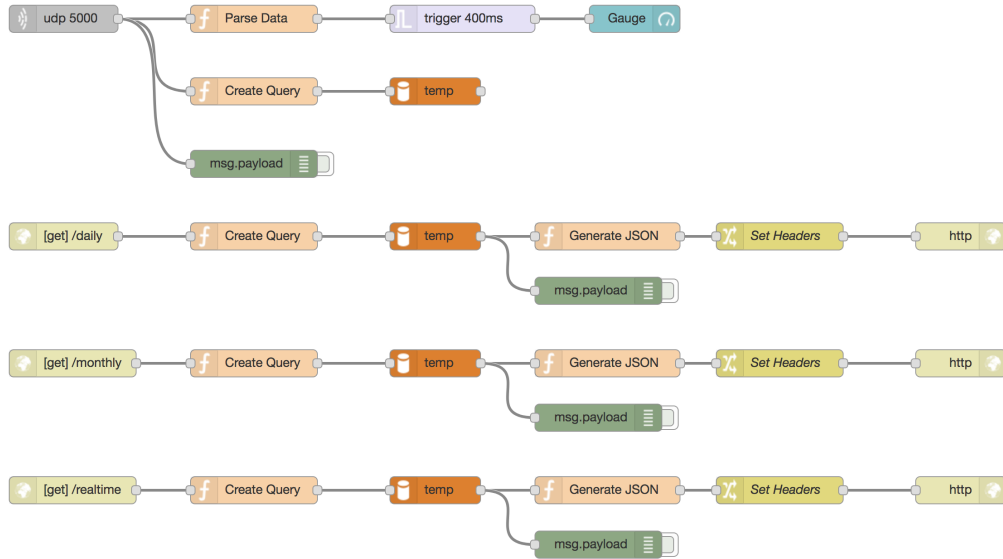 udp 5000
Parse Data
trigger 400ms
Gauge
Create Query
temp
msg.payload
[get] /daily
Create Query
temp
Generate JSON
Set Headers
http
msg.payload
[get] /monthly
Create Query
temp
Generate JSON
Set Headers
http
msg.payload
[get] /realtime
Create Query
temp
Generate JSON
Set Headers
http
msg.payload